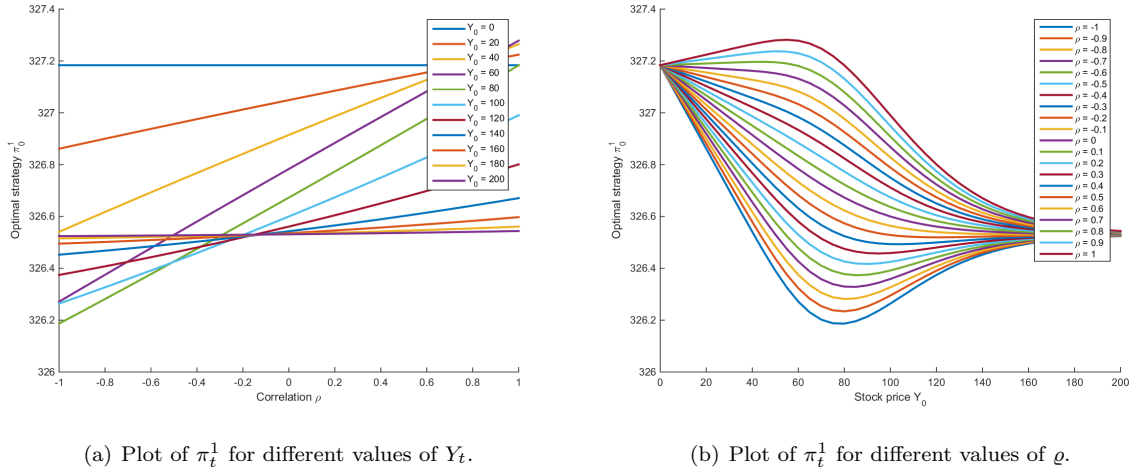 327.4
327.2
327
326.8
326.6
326.4
326.2
326
Optimal strategy π₀¹
-1 -0.8 -0.6 -0.4 -0.2 0 0.2 0.4 0.6 0.8 1
Correlation ρ
Y₀ = 0
Y₀ = 20
Y₀ = 40
Y₀ = 60
Y₀ = 80
Y₀ = 100
Y₀ = 120
Y₀ = 140
Y₀ = 160
Y₀ = 180
Y₀ = 200
(a) Plot of πₜ¹ for different values of Yₜ.
327.4
327.2
327
326.8
326.6
326.4
326.2
326
Optimal strategy π₀¹
0 20 40 60 80 100 120 140 160 180 200
Stock price Y₀
ρ = -1
ρ = -0.9
ρ = -0.8
ρ = -0.7
ρ = -0.6
ρ = -0.5
ρ = -0.4
ρ = -0.3
ρ = -0.2
ρ = -0.1
ρ = 0
ρ = 0.1
ρ = 0.2
ρ = 0.3
ρ = 0.4
ρ = 0.5
ρ = 0.6
ρ = 0.7
ρ = 0.8
ρ = 0.9
ρ = 1
(b) Plot of πₜ¹ for different values of ϱ.